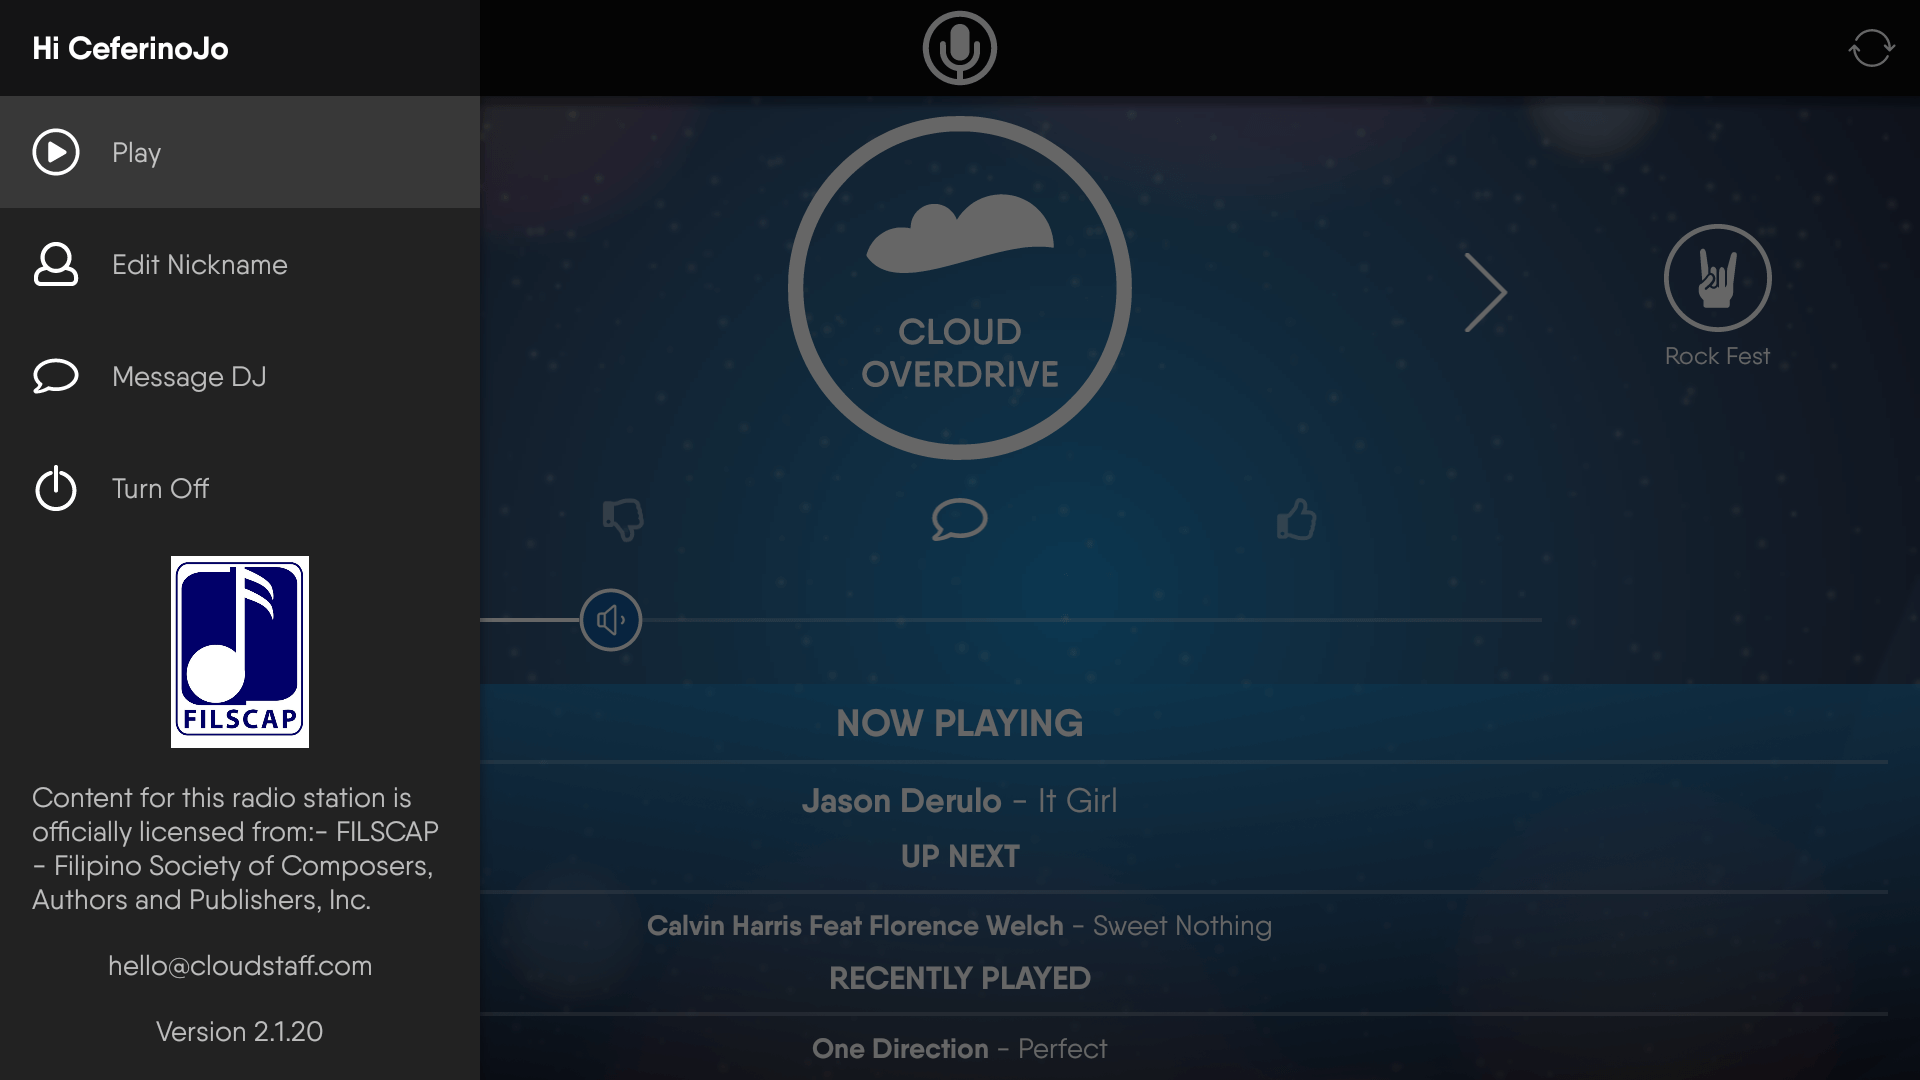 Hi CeferinoJo
Play
Edit Nickname
Message DJ
Turn Off
FILSCAP
Content for this radio station is
officially licensed from:- FILSCAP
- Filipino Society of Composers,
Authors and Publishers, Inc.
hello@cloudstaff.com
Version 2.1.20
CLOUD
OVERDRIVE
Rock Fest
NOW PLAYING
Jason Derulo - It Girl
UP NEXT
Calvin Harris Feat Florence Welch - Sweet Nothing
RECENTLY PLAYED
One Direction - Perfect